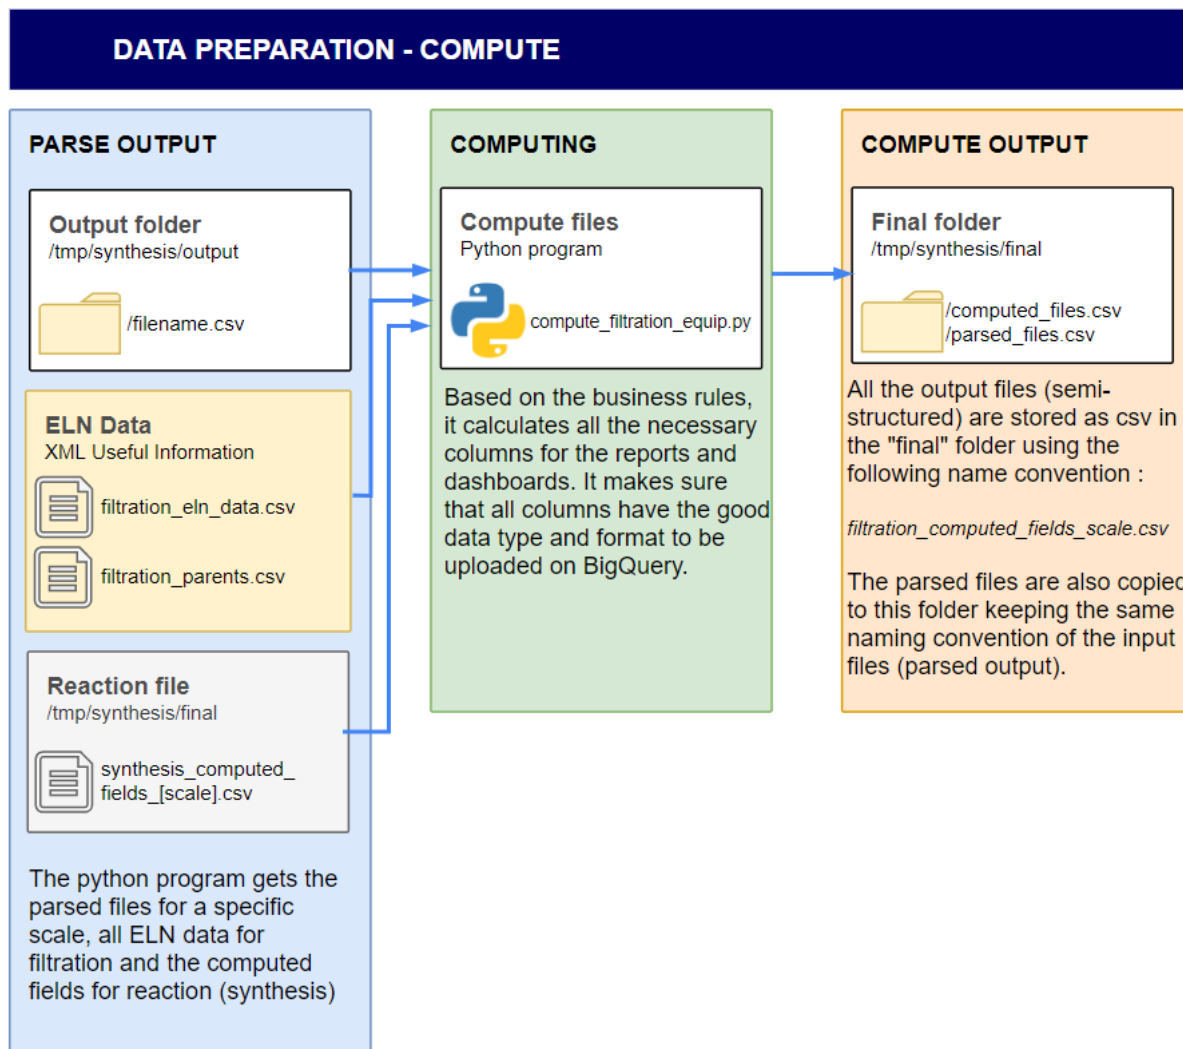 DATA PREPARATION - COMPUTE
PARSE OUTPUT
Output folder
/tmp/synthesis/output
/filename.csv
ELN Data
XML Useful Information
filtration_eln_data.csv
filtration_parents.csv
Reaction file
/tmp/synthesis/final
synthesis_computed_
fields_[scale].csv
The python program gets the
parsed files for a specific
scale, all ELN data for
filtration and the computed
fields for reaction (synthesis)
COMPUTING
Compute files
Python program
compute_filtration_equip.py
Based on the business rules,
it calculates all the necessary
columns for the reports and
dashboards. It makes sure
that all columns have the good
data type and format to be
uploaded on BigQuery.
COMPUTE OUTPUT
Final folder
/tmp/synthesis/final
/computed_files.csv
/parsed_files.csv
All the output files (semi-
structured) are stored as csv in
the "final" folder using the
following name convention :
filtration_computed_fields_scale.csv
The parsed files are also copied
to this folder keeping the same
naming convention of the input
files (parsed output).